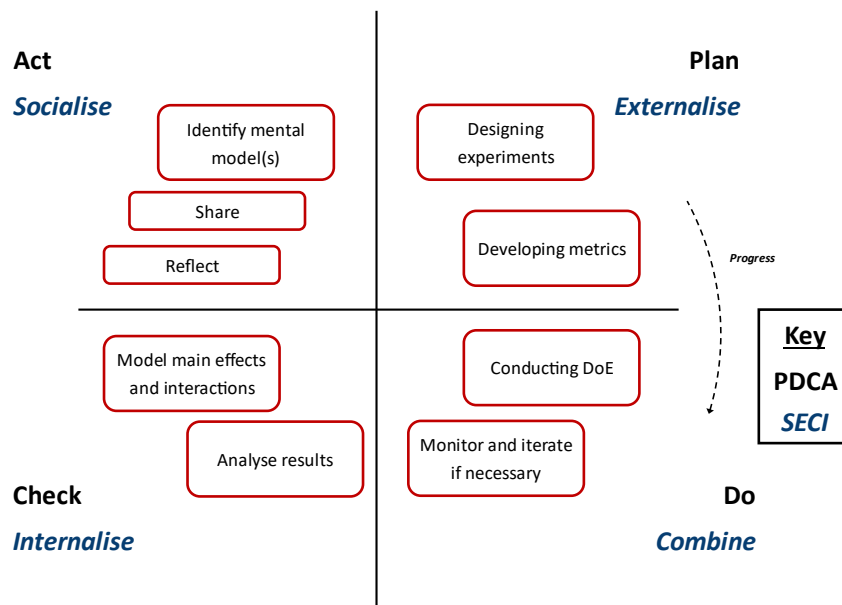 Act
Socialise
Identify mental
model(s)
Share
Reflect
Plan
Externalise
Designing
experiments
Developing metrics
Progress
Key
PDCA
SECI
Model main effects
and interactions
Analyse results
Check
Internalise
Conducting DoE
Monitor and iterate
if necessary
Do
Combine